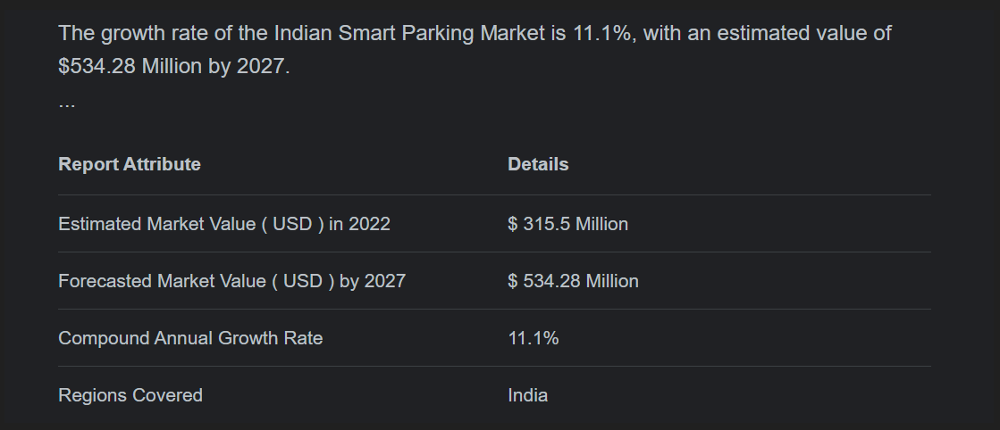 The growth rate of the Indian Smart Parking Market is 11.1%, with an estimated value of
$534.28 Million by 2027.
...
Report Attribute Details
Estimated Market Value ( USD ) in 2022 $ 315.5 Million
Forecasted Market Value ( USD ) by 2027 $ 534.28 Million
Compound Annual Growth Rate 11.1%
Regions Covered India